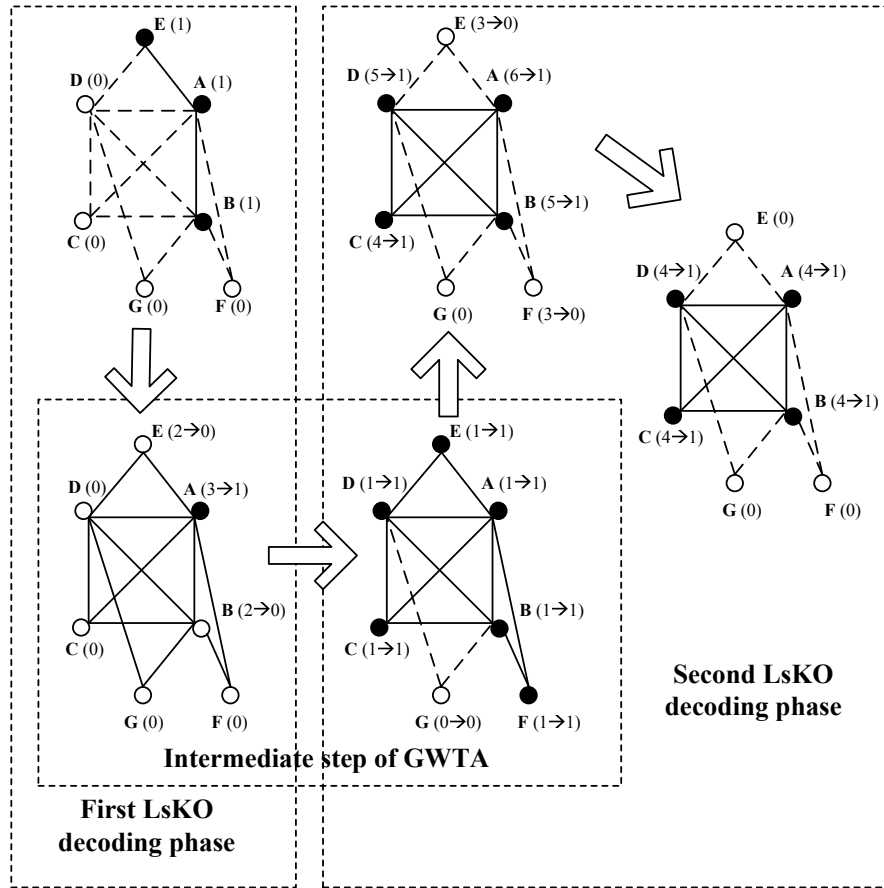 E (1)
D (0)
A (1)
B (1)
C (0)
G (0)
F (0)
E (3→0)
D (5→1)
A (6→1)
B (5→1)
C (4→1)
G (0)
F (3→0)
E (0)
D (4→1)
A (4→1)
B (4→1)
C (4→1)
G (0)
F (0)
E (2→0)
D (0)
A (3→1)
B (2→0)
C (0)
G (0)
F (0)
E (1→1)
D (1→1)
A (1→1)
B (1→1)
C (1→1)
G (0→0)
F (1→1)
Intermediate step of GWTA
First LsKO
decoding phase
Second LsKO
decoding phase